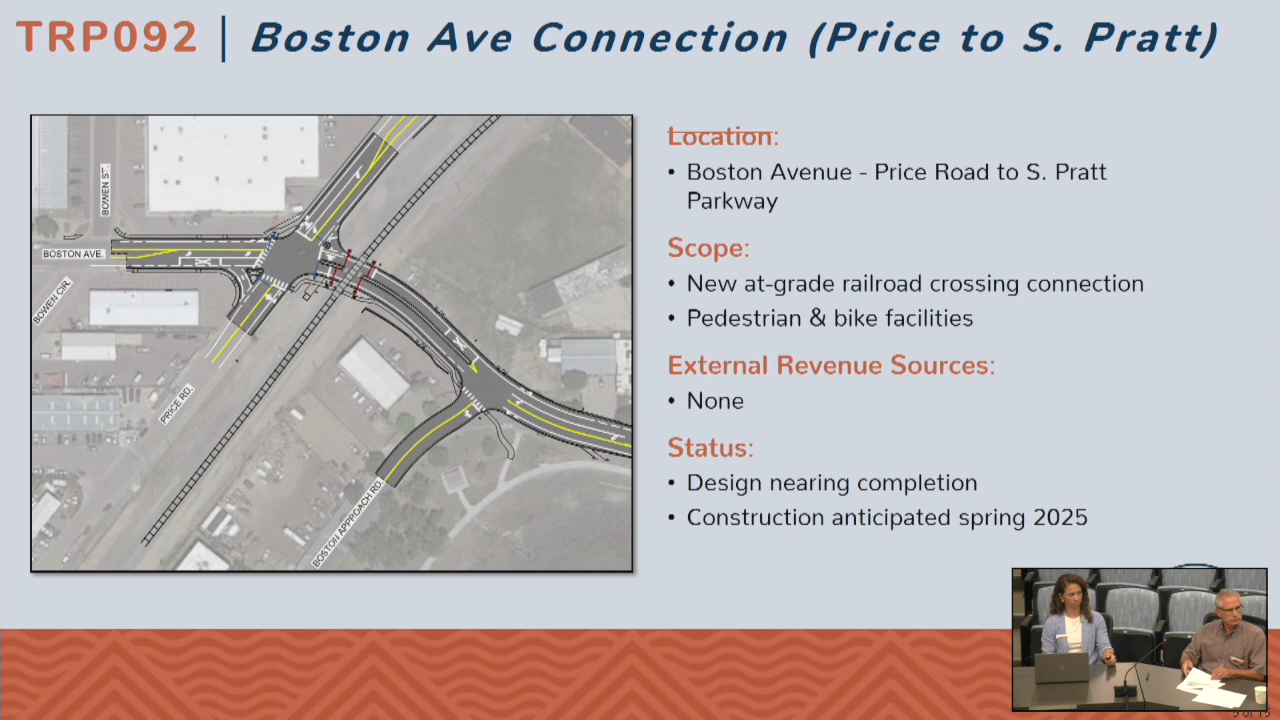 TRP092 | Boston Ave Connection (Price to S. Pratt)
BOWEN ST.
BOSTON AVE.
BOWEN CIR.
PRICE RD.
BOSTON APPROACH RD.
Location:
• Boston Avenue - Price Road to S. Pratt
Parkway
Scope:
• New at-grade railroad crossing connection
• Pedestrian & bike facilities
External Revenue Sources:
• None
Status:
• Design nearing completion
• Construction anticipated spring 2025